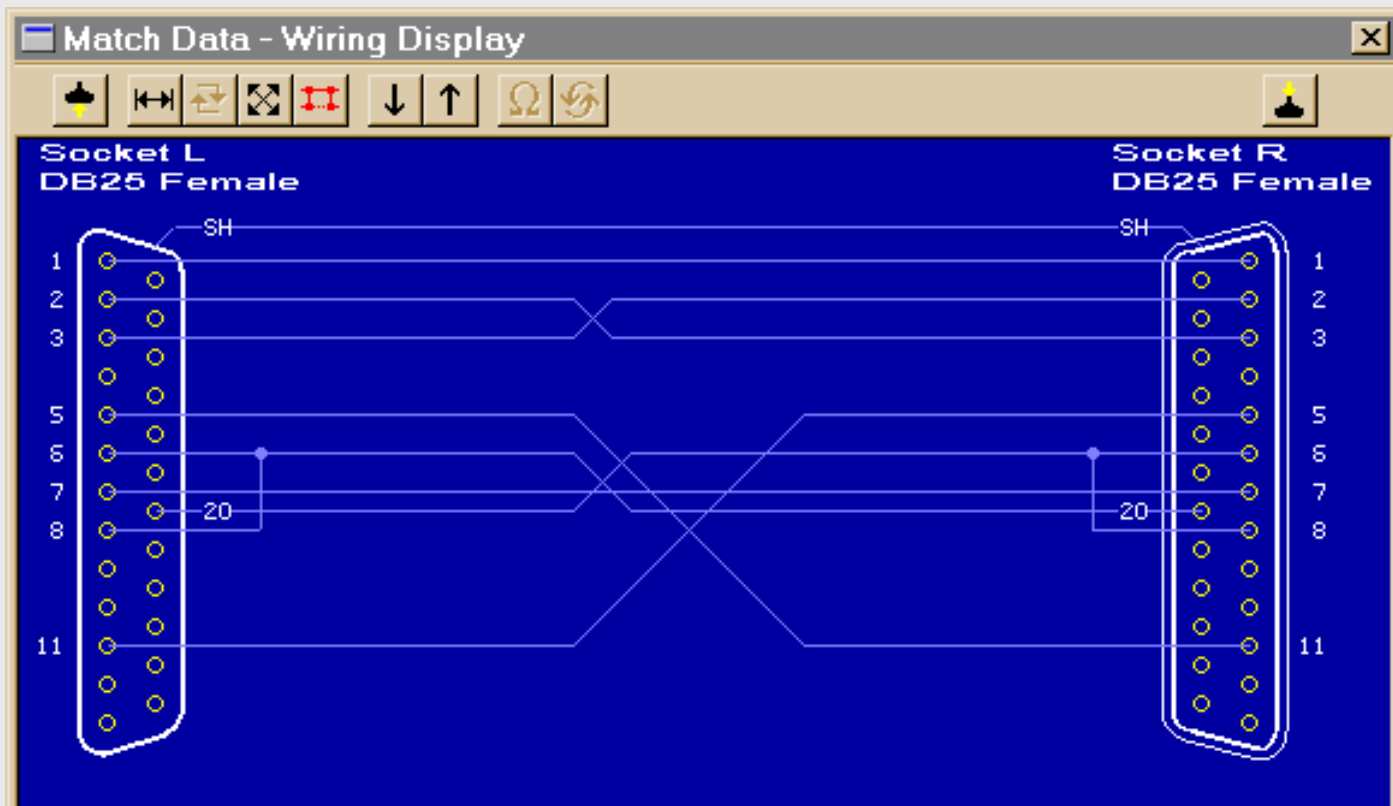 Match Data - Wiring Display
Ω
Socket L
DB25 Female
Socket R
DB25 Female
SH SH
1 1
2 2
3 3
5 5
6 6
7 7
20 20
8 8
11 11